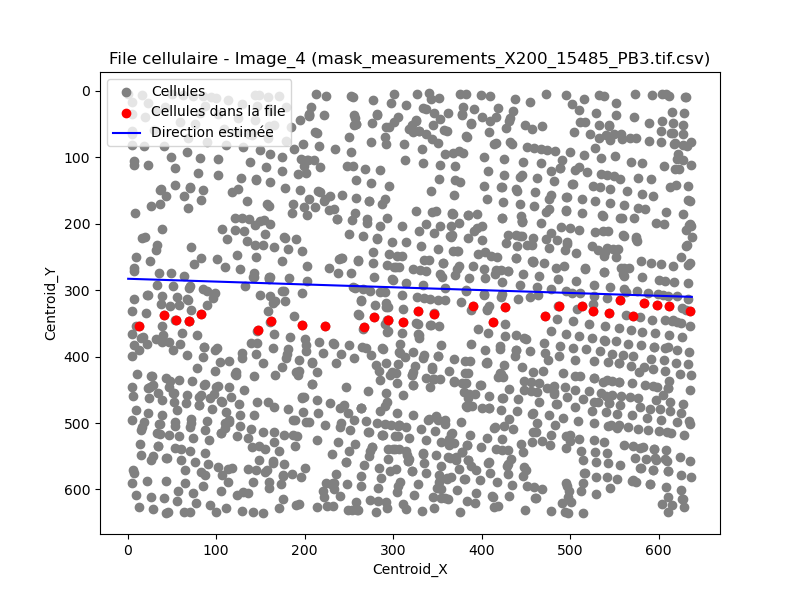 File cellulaire - Image_4 (mask_measurements_X200_15485_PB3.tif.csv)
Cellules
Cellules dans la file
Direction estimée
0
100
200
300
400
500
600
Centroid_Y
0 100 200 300 400 500 600
Centroid_X